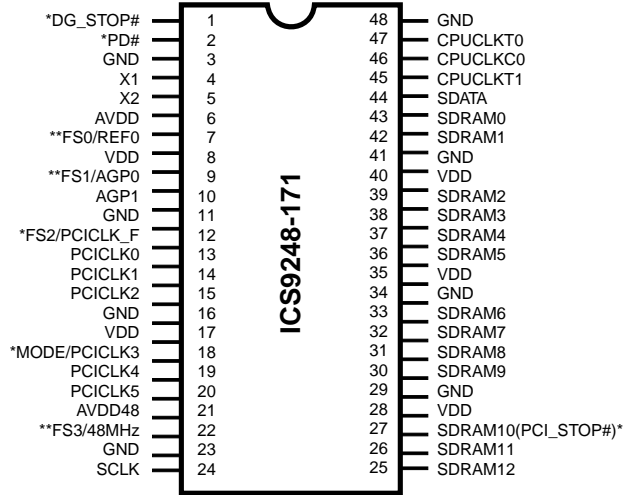 *DG_STOP# 1 48 GND
*PD# 2 47 CPUCLKT0
GND 3 46 CPUCLKC0
X1 4 45 CPUCLKT1
X2 5 44 SDATA
AVDD 6 43 SDRAM0
**FS0/REF0 7 42 SDRAM1
VDD 8 41 GND
**FS1/AGP0 9 40 VDD
AGP1 10 39 SDRAM2
GND 11 38 SDRAM3
*FS2/PCICLK_F 12 37 SDRAM4
PCICLK0 13 36 SDRAM5
PCICLK1 14 35 VDD
PCICLK2 15 34 GND
GND 16 33 SDRAM6
VDD 17 32 SDRAM7
*MODE/PCICLK3 18 31 SDRAM8
PCICLK4 19 30 SDRAM9
PCICLK5 20 29 GND
AVDD48 21 28 VDD
**FS3/48MHz 22 27 SDRAM10(PCI_STOP#)*
GND 23 26 SDRAM11
SCLK 24 25 SDRAM12
ICS9248-171